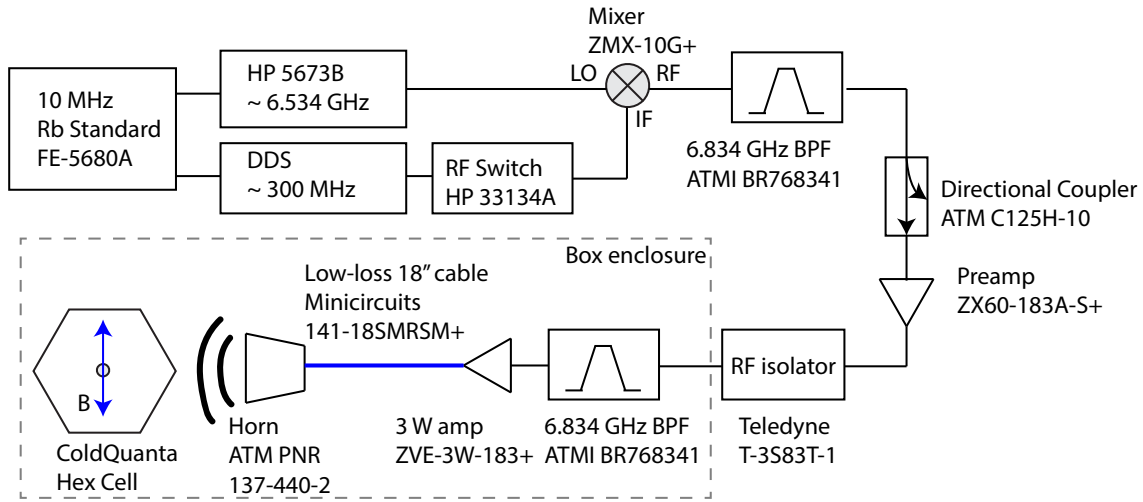 Mixer
ZMX-10G+
LO
RF
IF
10 MHz
Rb Standard
FE-5680A
HP 5673B
~ 6.534 GHz
DDS
~ 300 MHz
RF Switch
HP 33134A
6.834 GHz BPF
ATMI BR768341
Directional Coupler
ATM C125H-10
Preamp
ZX60-183A-S+
Box enclosure
Low-loss 18” cable
Minicircuits
141-18SMRSM+
RF isolator
B
ColdQuanta
Hex Cell
Horn
ATM PNR
137-440-2
3 W amp
ZVE-3W-183+
6.834 GHz BPF
ATMI BR768341
Teledyne
T-3S83T-1